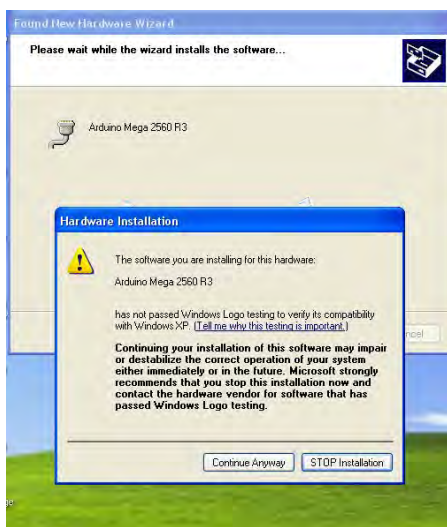 Found New Hardware Wizard
Please wait while the wizard installs the software...
Arduino Mega 2560 R3
Hardware Installation
The software you are installing for this hardware:
Arduino Mega 2560 R3
has not passed Windows Logo testing to verify its compatibility
with Windows XP. (Tell me why this testing is important.)
Continuing your installation of this software may impair
or destabilize the correct operation of your system
either immediately or in the future. Microsoft strongly
recommends that you stop this installation now and
contact the hardware vendor for software that has
passed Windows Logo testing.
Continue Anyway
STOP Installation